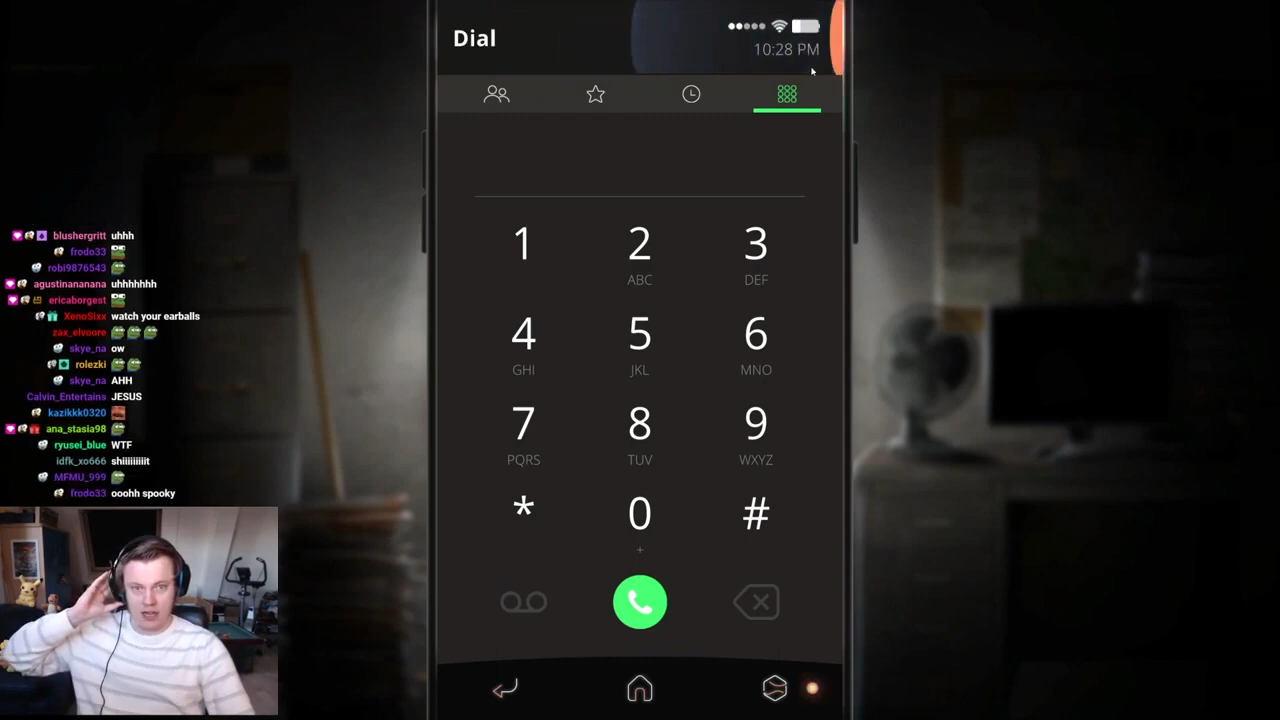 Dial
10:28 PM
1
2
ABC
3
DEF
4
GHI
5
JKL
6
MNO
7
PQRS
8
TUV
9
WXYZ
*
0
+
#
blushergritt uhhh
frodo33
robi9876543
agustinananana uhhhhhhh
ericaborgest
XenoSixx watch your earballs
zax_elvoore
skye_na ow
rolezki
skye_na AHH
Calvin_Entertains JESUS
kazikkk0320
ana_stasia98
ryusei_blue WTF
idfk_xo666 shiiiiiiiiit
MFMU_999
frodo33 ooohh spooky